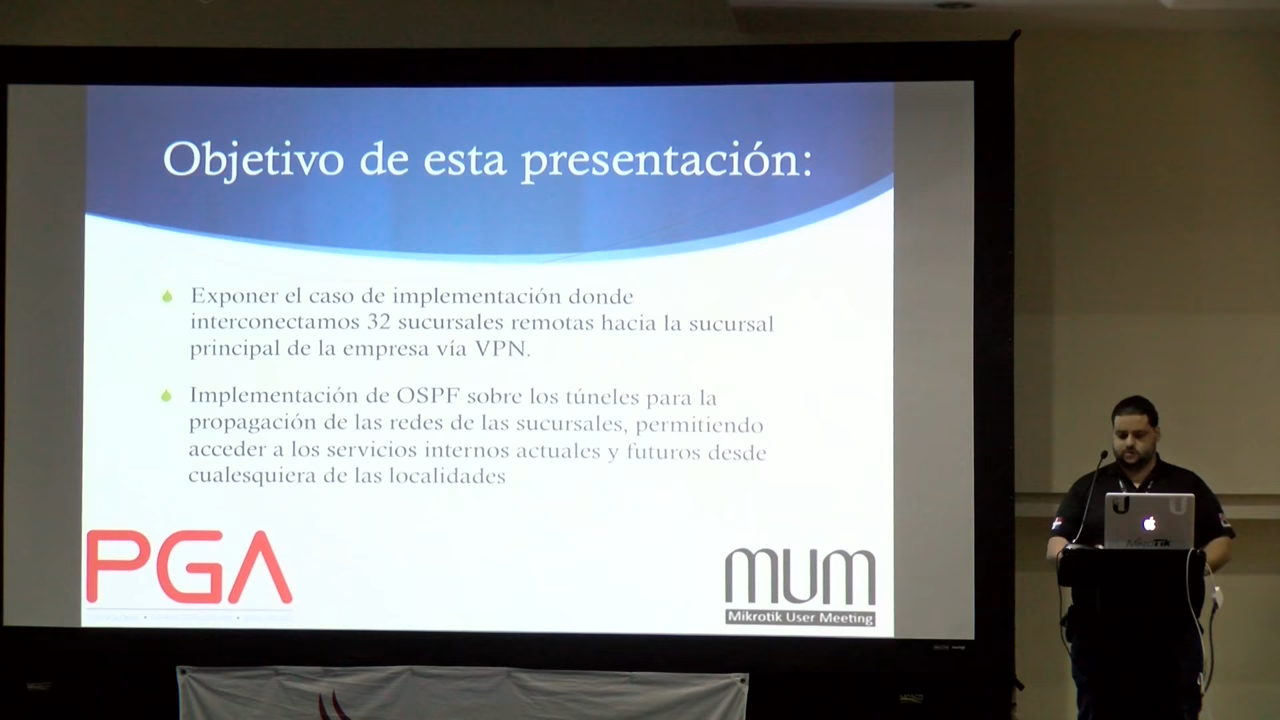 Objetivo de esta presentación:
Exponer el caso de implementación donde
interconectamos 32 sucursales remotas hacia la sucursal
principal de la empresa vía VPN.
Implementación de OSPF sobre los túneles para la
propagación de las redes de las sucursales, permitiendo
acceder a los servicios internos actuales y futuros desde
cualesquiera de las localidades
PGA
mum
Mikrotik User Meeting
MikroTik